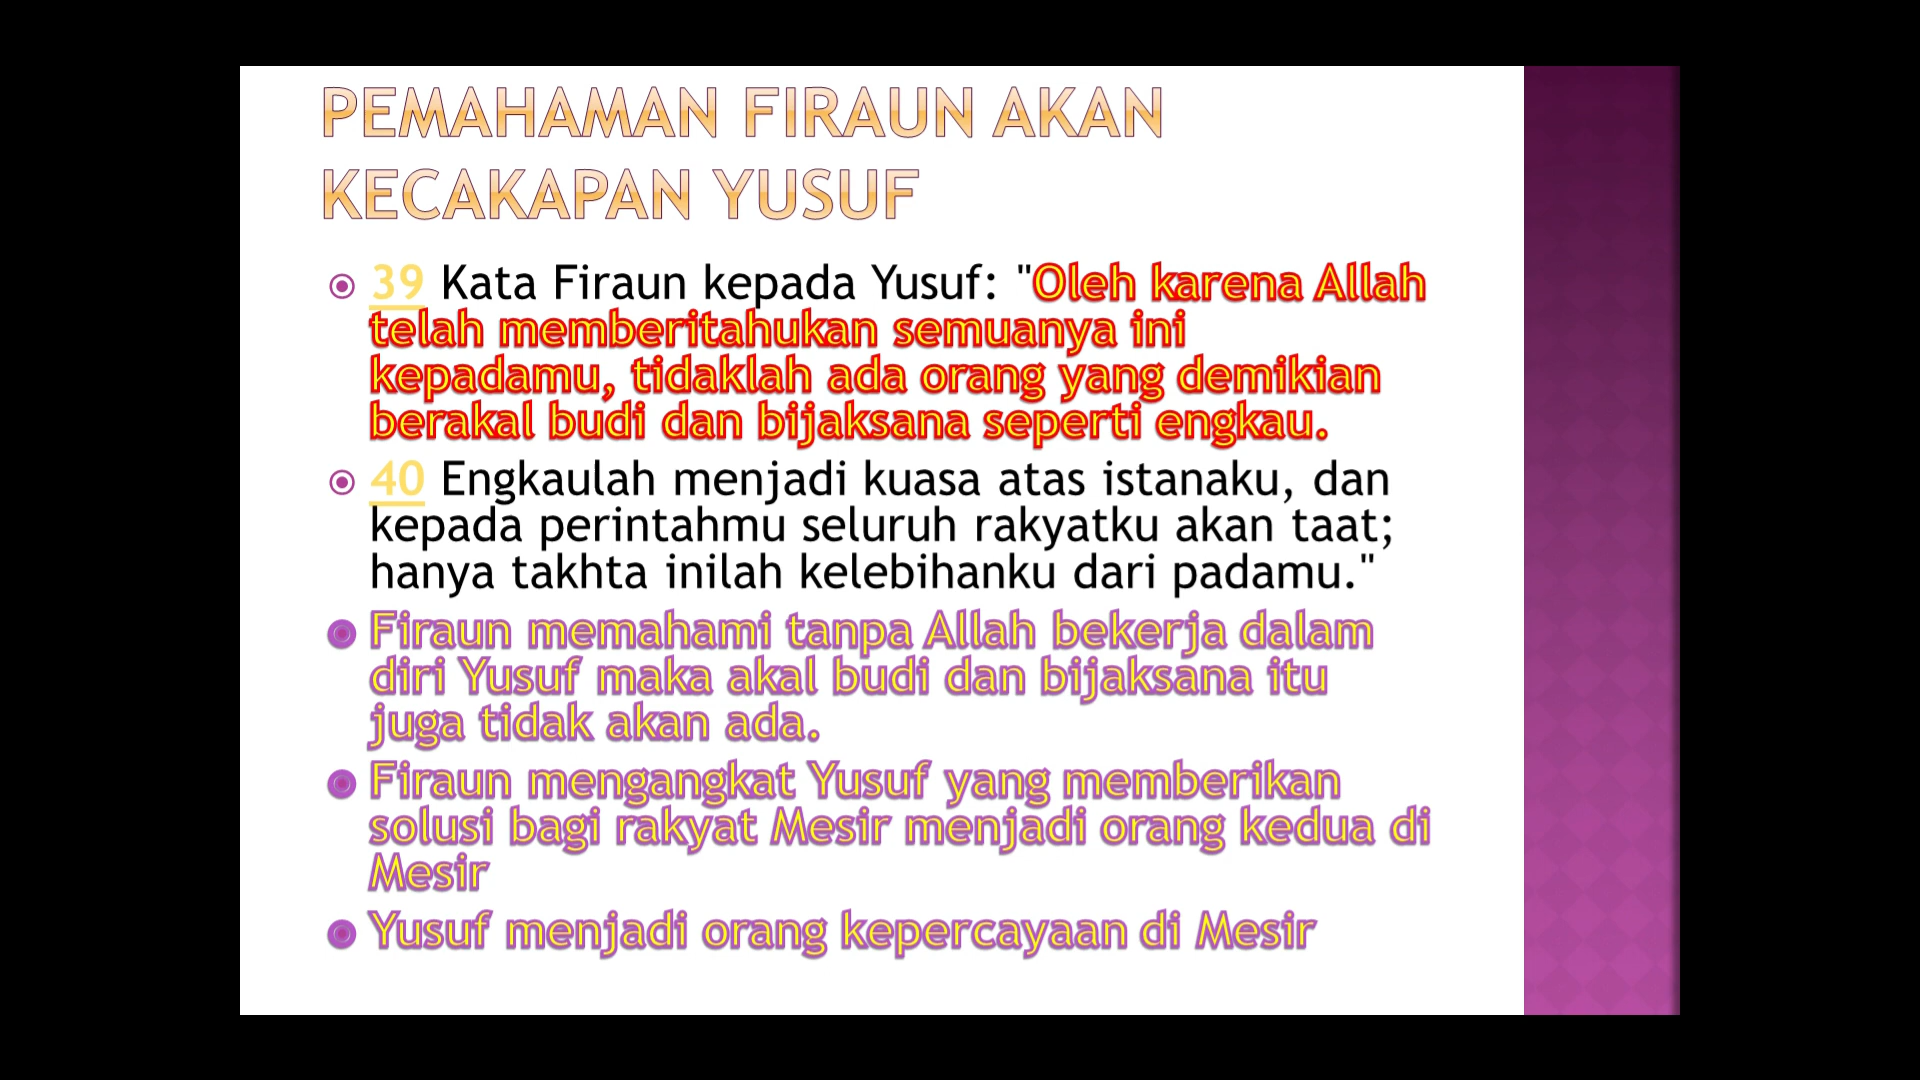 PEMAHAMAN FIRAUN AKAN
KECAKAPAN YUSUF
39 Kata Firaun kepada Yusuf: "Oleh karena Allah
telah memberitahukan semuanya ini
kepadamu, tidaklah ada orang yang demikian
berakal budi dan bijaksana seperti engkau.
40 Engkaulah menjadi kuasa atas istanaku, dan
kepada perintahmu seluruh rakyatku akan taat;
hanya takhta inilah kelebihanku dari padamu."
Firaun memahami tanpa Allah bekerja dalam
diri Yusuf maka akal budi dan bijaksana itu
juga tidak akan ada.
Firaun mengangkat Yusuf yang memberikan
solusi bagi rakyat Mesir menjadi orang kedua di
Mesir
Yusuf menjadi orang kepercayaan di Mesir